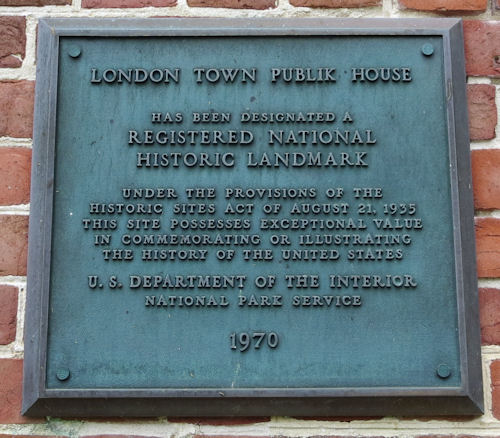 LONDON TOWN PUBLIK HOUSE
HAS BEEN DESIGNATED A
REGISTERED NATIONAL
HISTORIC LANDMARK
UNDER THE PROVISIONS OF THE
HISTORIC SITES ACT OF AUGUST 21, 1935
THIS SITE POSSESSES EXCEPTIONAL VALUE
IN COMMEMORATING OR ILLUSTRATING
THE HISTORY OF THE UNITED STATES
U. S. DEPARTMENT OF THE INTERIOR
NATIONAL PARK SERVICE
1970